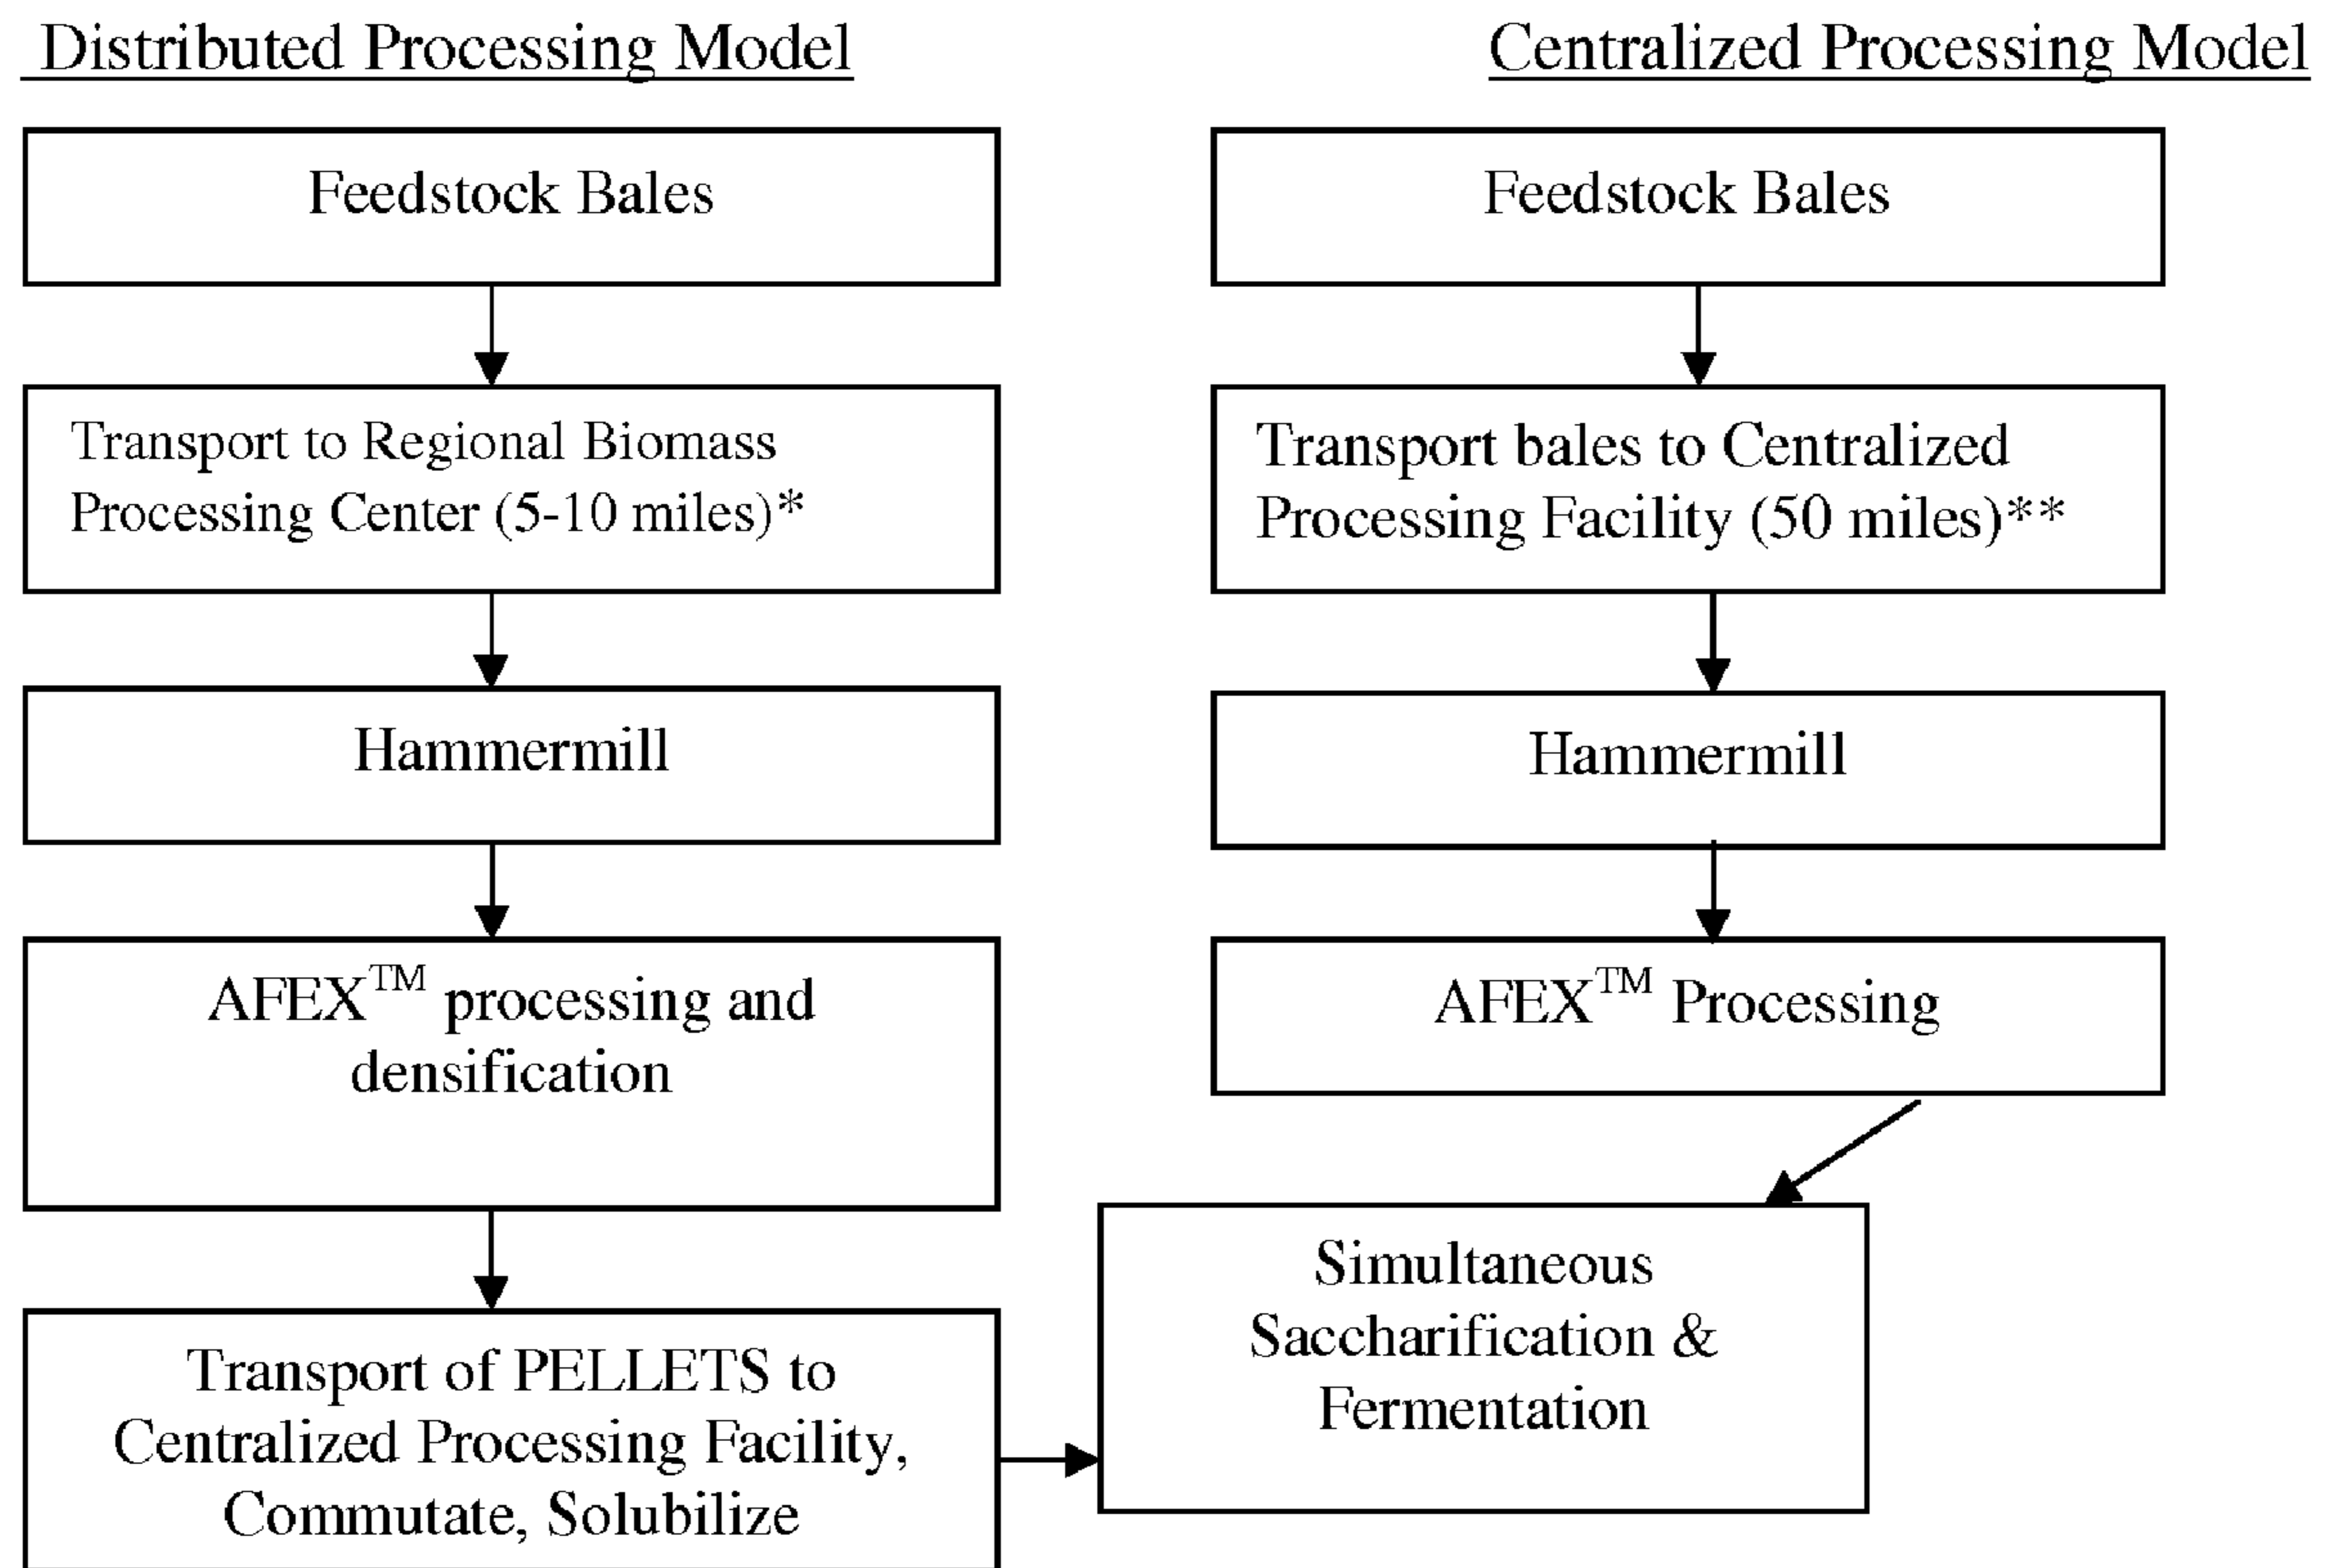 Distributed Processing Model
Feedstock Bales
Transport to Regional Biomass
Processing Center (5-10 miles)*
Hammermill
AFEX™ processing and
densification
Transport of PELLETS to
Centralized Processing Facility,
Commutate, Solubilize
Centralized Processing Model
Feedstock Bales
Transport bales to Centralized
Processing Facility (50 miles)**
Hammermill
AFEX™ Processing
Simultaneous
Saccharification &
Fermentation